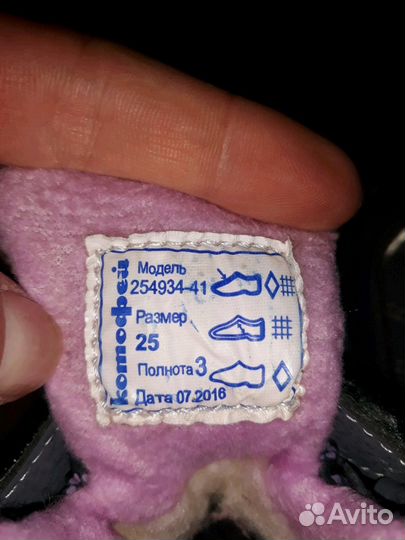 котофей
Модель
254934-41
Размер
25
Полнота 3
Дата 07.2016
Avito